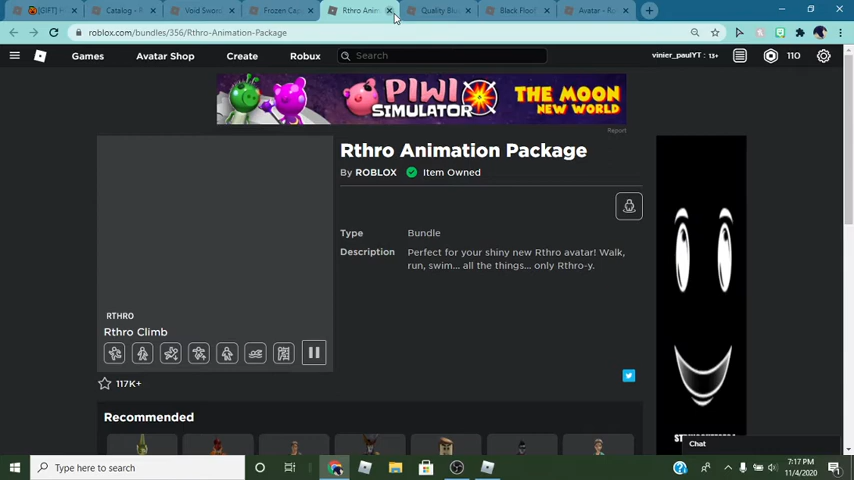 [GIFT] F
Catalog - R
Void Sword
Frozen Cap
Rthro Anim
Quality Blu
Black Floof
Avatar - Ro
roblox.com/bundles/356/Rthro-Animation-Package
Games Avatar Shop Create Robux Search vinier_paulYT : 13+ 110
PIWI SIMULATOR THE MOON NEW WORLD
Report
Rthro Animation Package
By ROBLOX Item Owned
Type Bundle
Description Perfect for your shiny new Rthro avatar! Walk,
run, swim... all the things... only Rthro-y.
RTHRO
Rthro Climb
117K+
Recommended
Chat
Type here to search
7:17 PM
11/4/2020